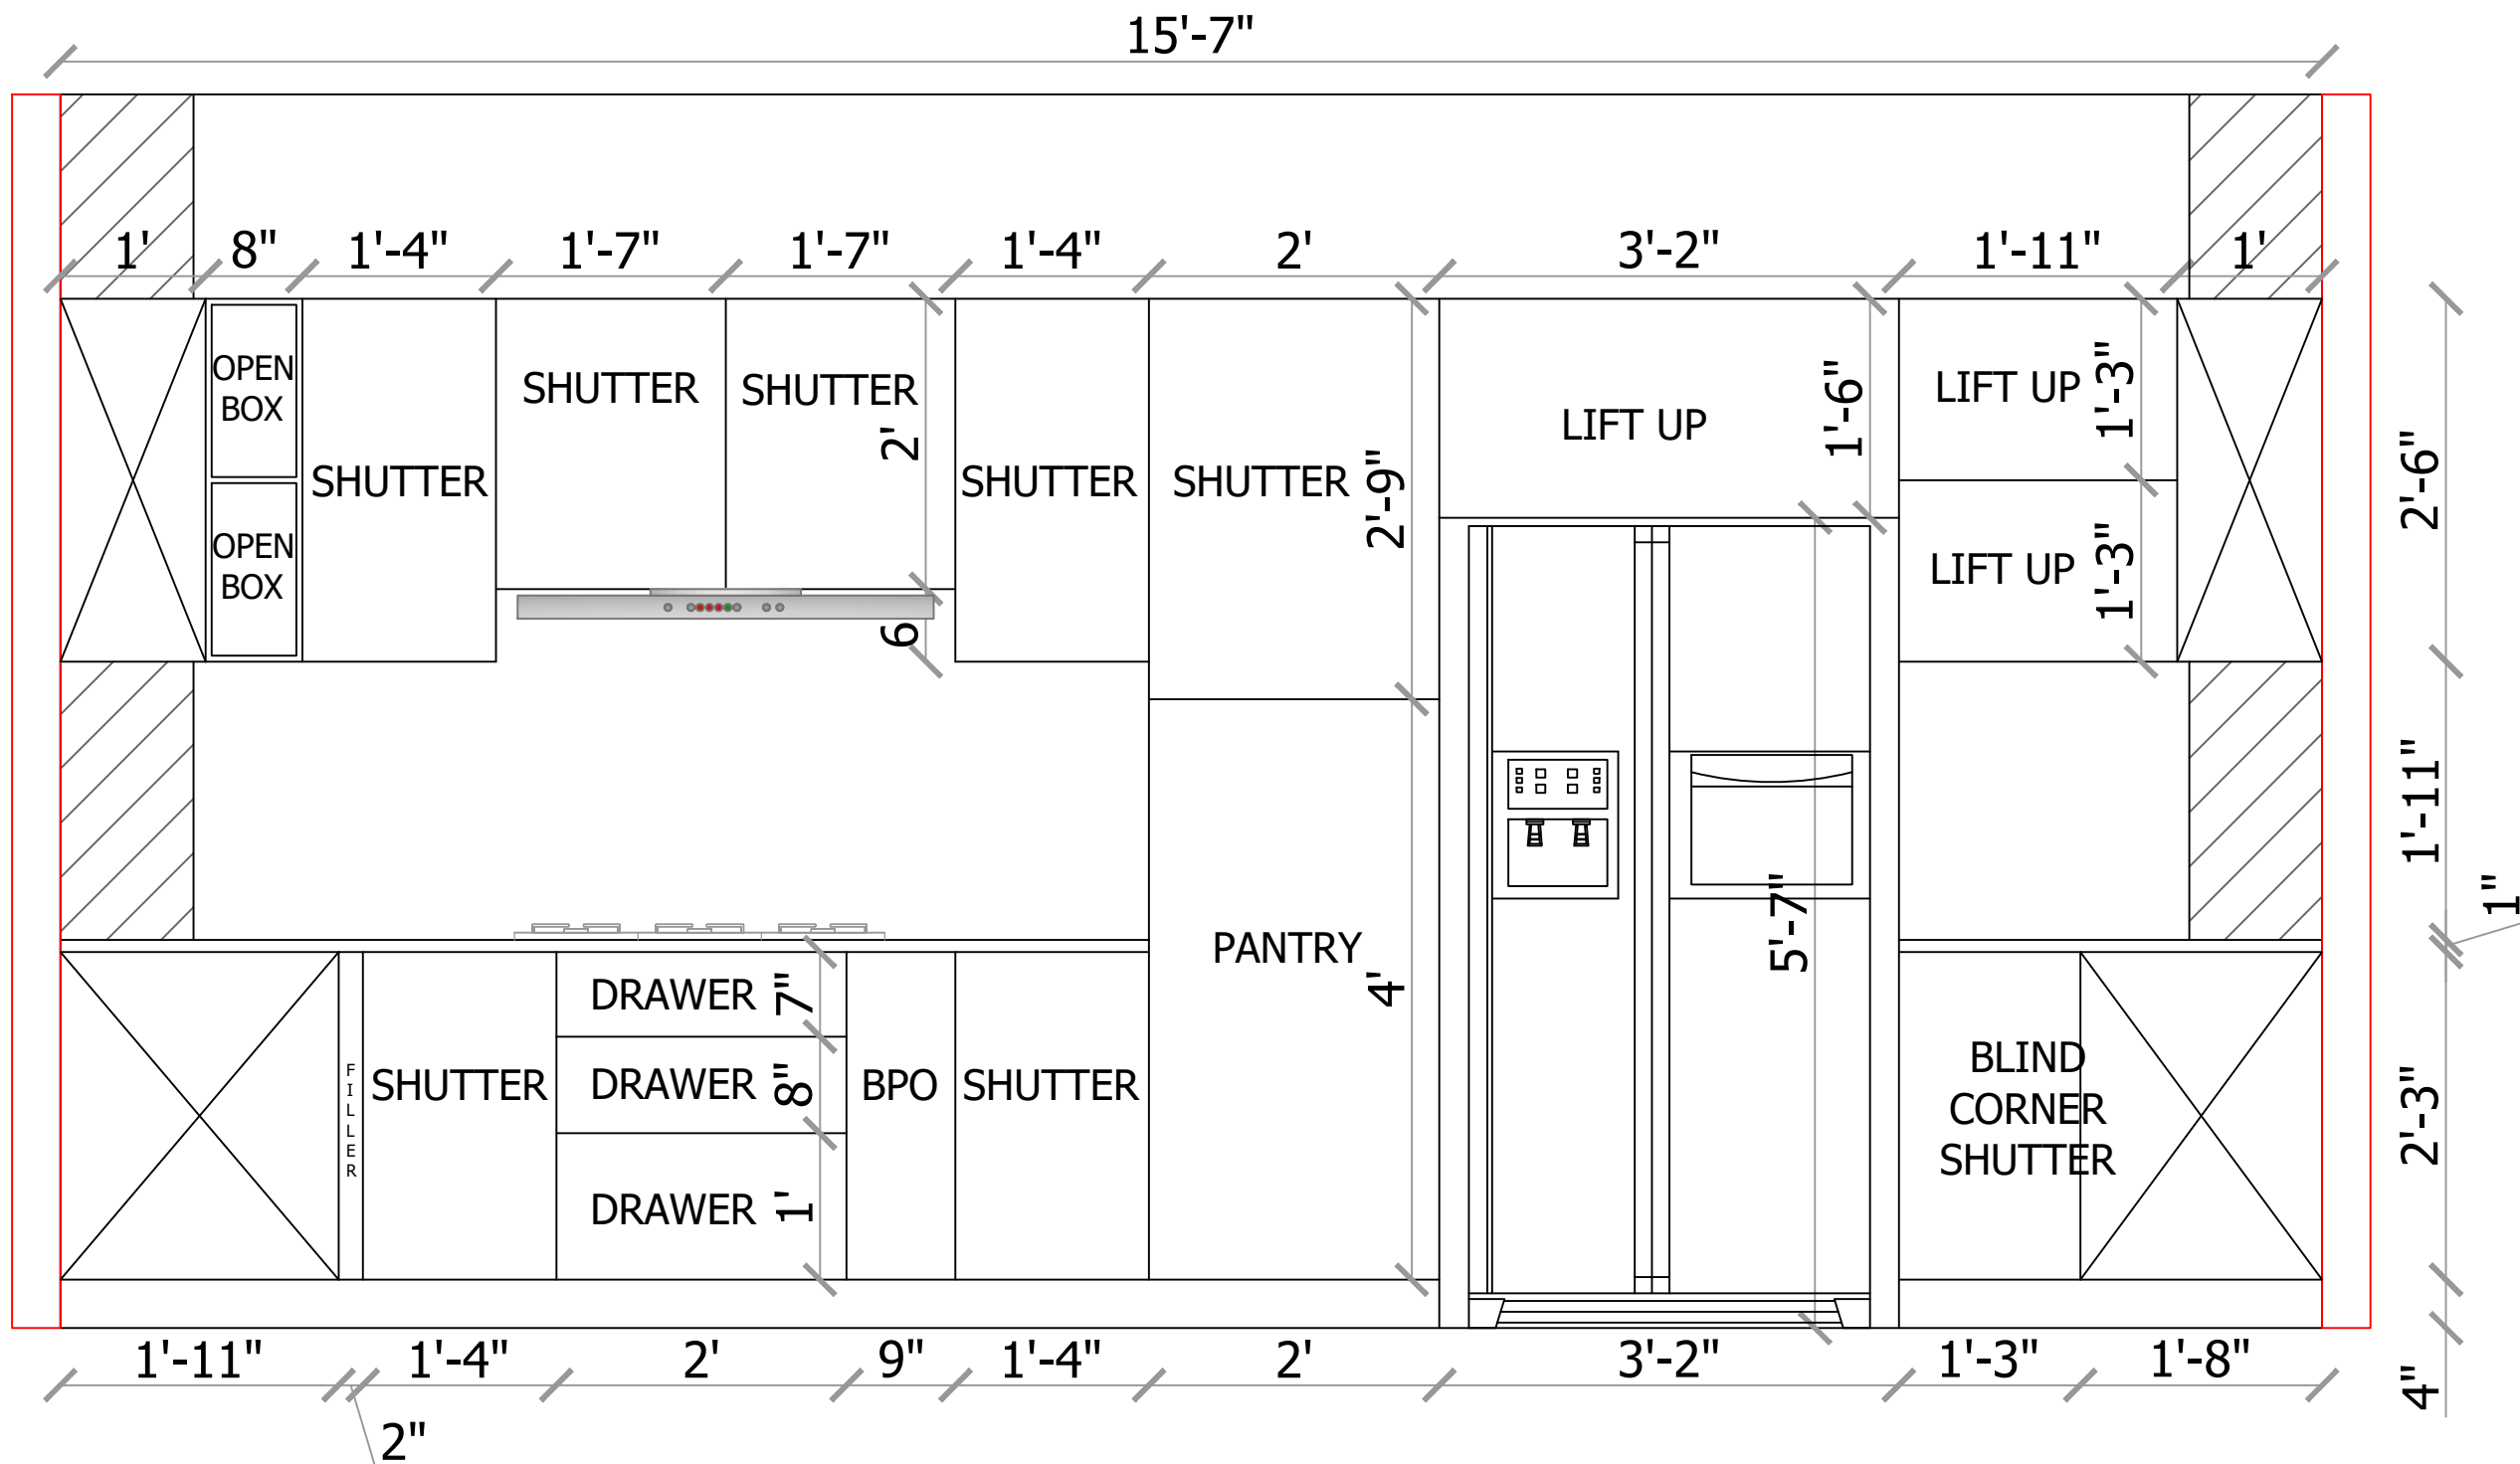 15'-7"
1'
8"
1'-4"
1'-7"
1'-7"
1'-4"
2'
3'-2"
1'-11"
1'
OPEN
BOX
OPEN
BOX
SHUTTER
SHUTTER
SHUTTER
2'
6
SHUTTER
SHUTTER
2'-9"
LIFT UP
1'-6"
LIFT UP
1'-3"
LIFT UP
1'-3"
2'-6"
1'-11"
1"
2'-3"
4"
PANTRY
4'
5'-7"
FILLER
SHUTTER
DRAWER
7"
DRAWER
8"
DRAWER
1'
BPO
SHUTTER
BLIND
CORNER
SHUTTER
1'-11"
2"
1'-4"
2'
9"
1'-4"
2'
3'-2"
1'-3"
1'-8"